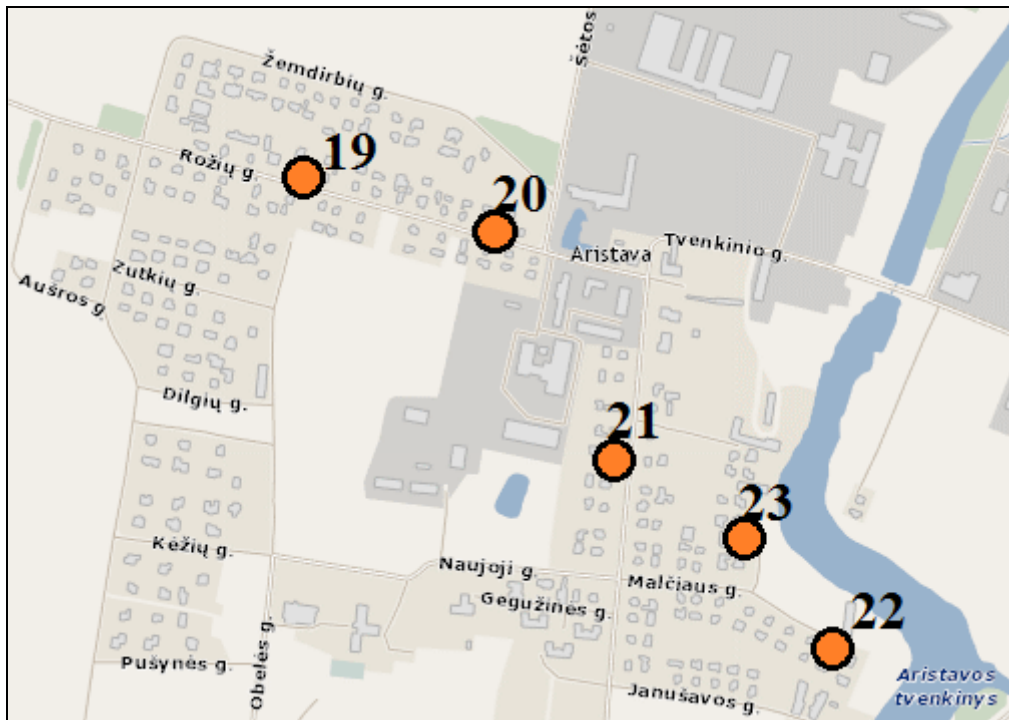 Šėtos
Žemdirbių g.
19
Rožių g.
20
Aristava
Tvenkinio g.
Zutkių g.
Aušros g.
Dilgių g.
21
23
Kėžių g.
Naujoji g.
Malčiaus g.
Gegužinės g.
22
Obelės g.
Pušynės g.
Janušavos g.
Aristavos
tvenkinys